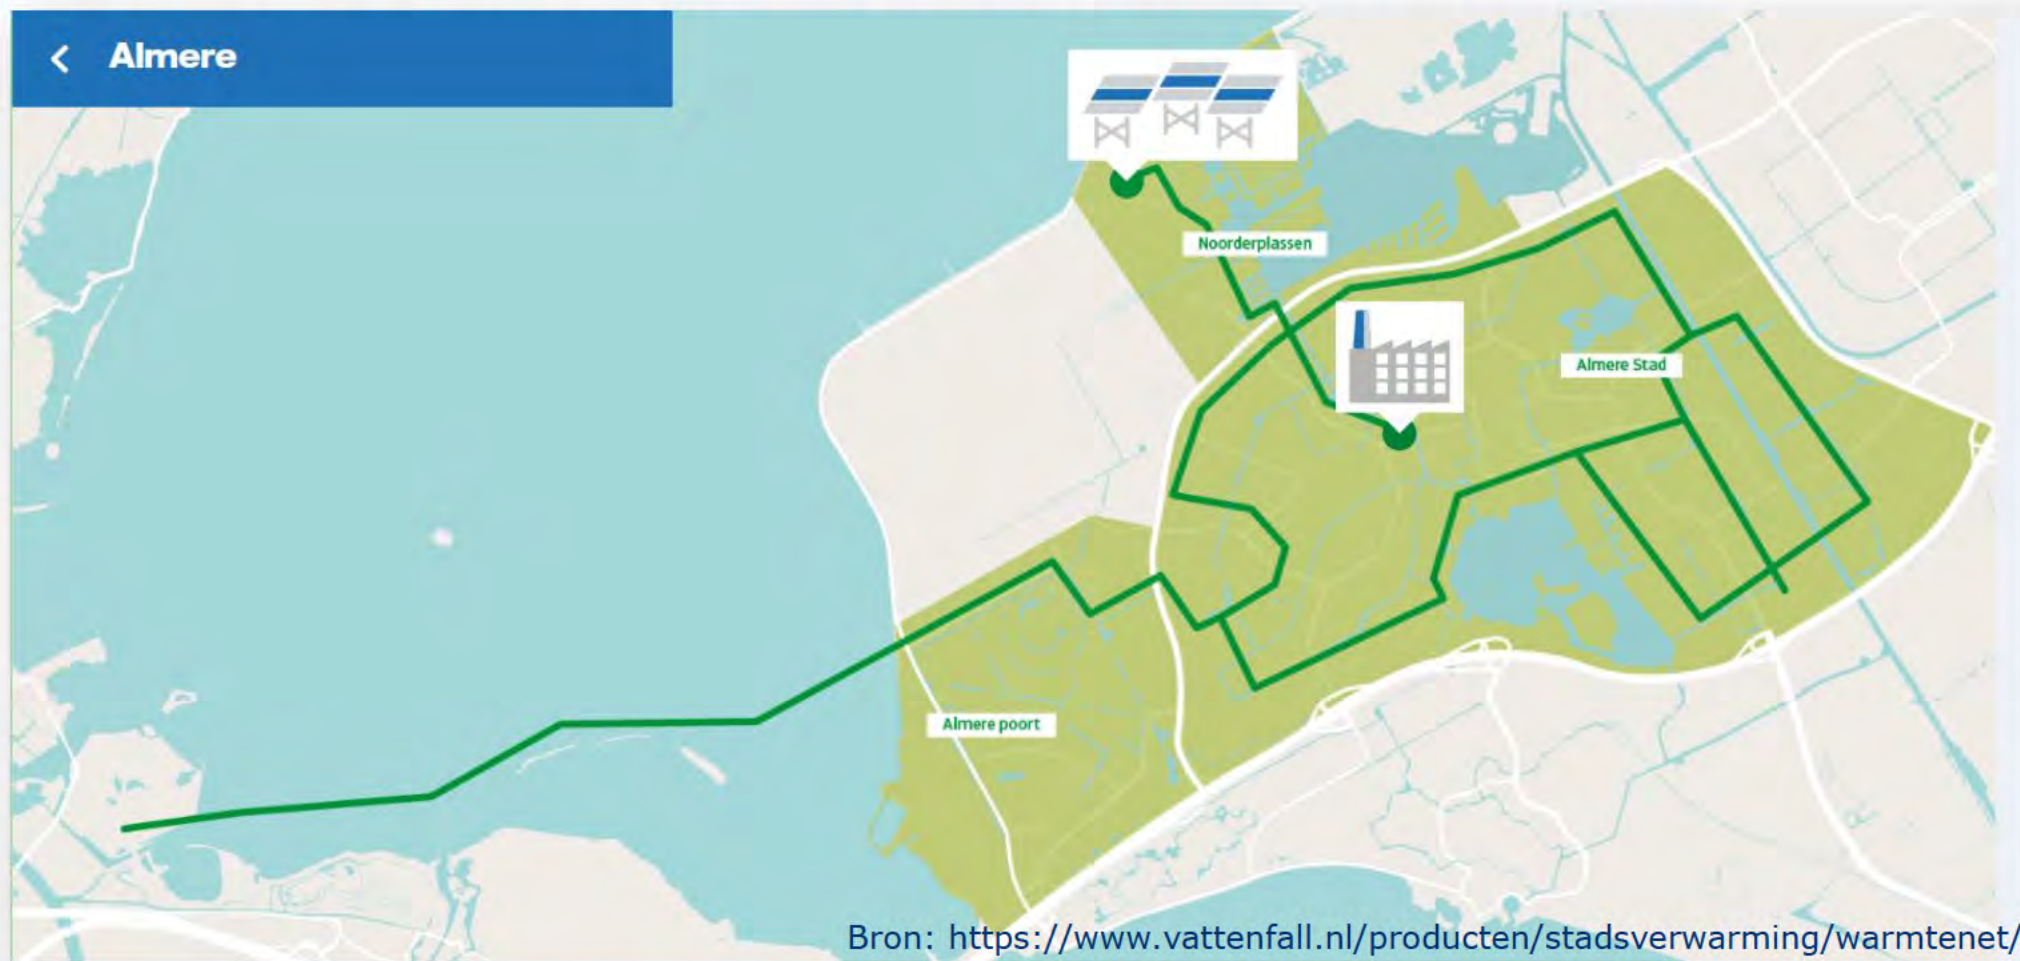 Almere
Noorderplassen
Almere Stad
Almere poort
Bron: https://www.vattenfall.nl/producten/stadsverwarming/warmtenet/